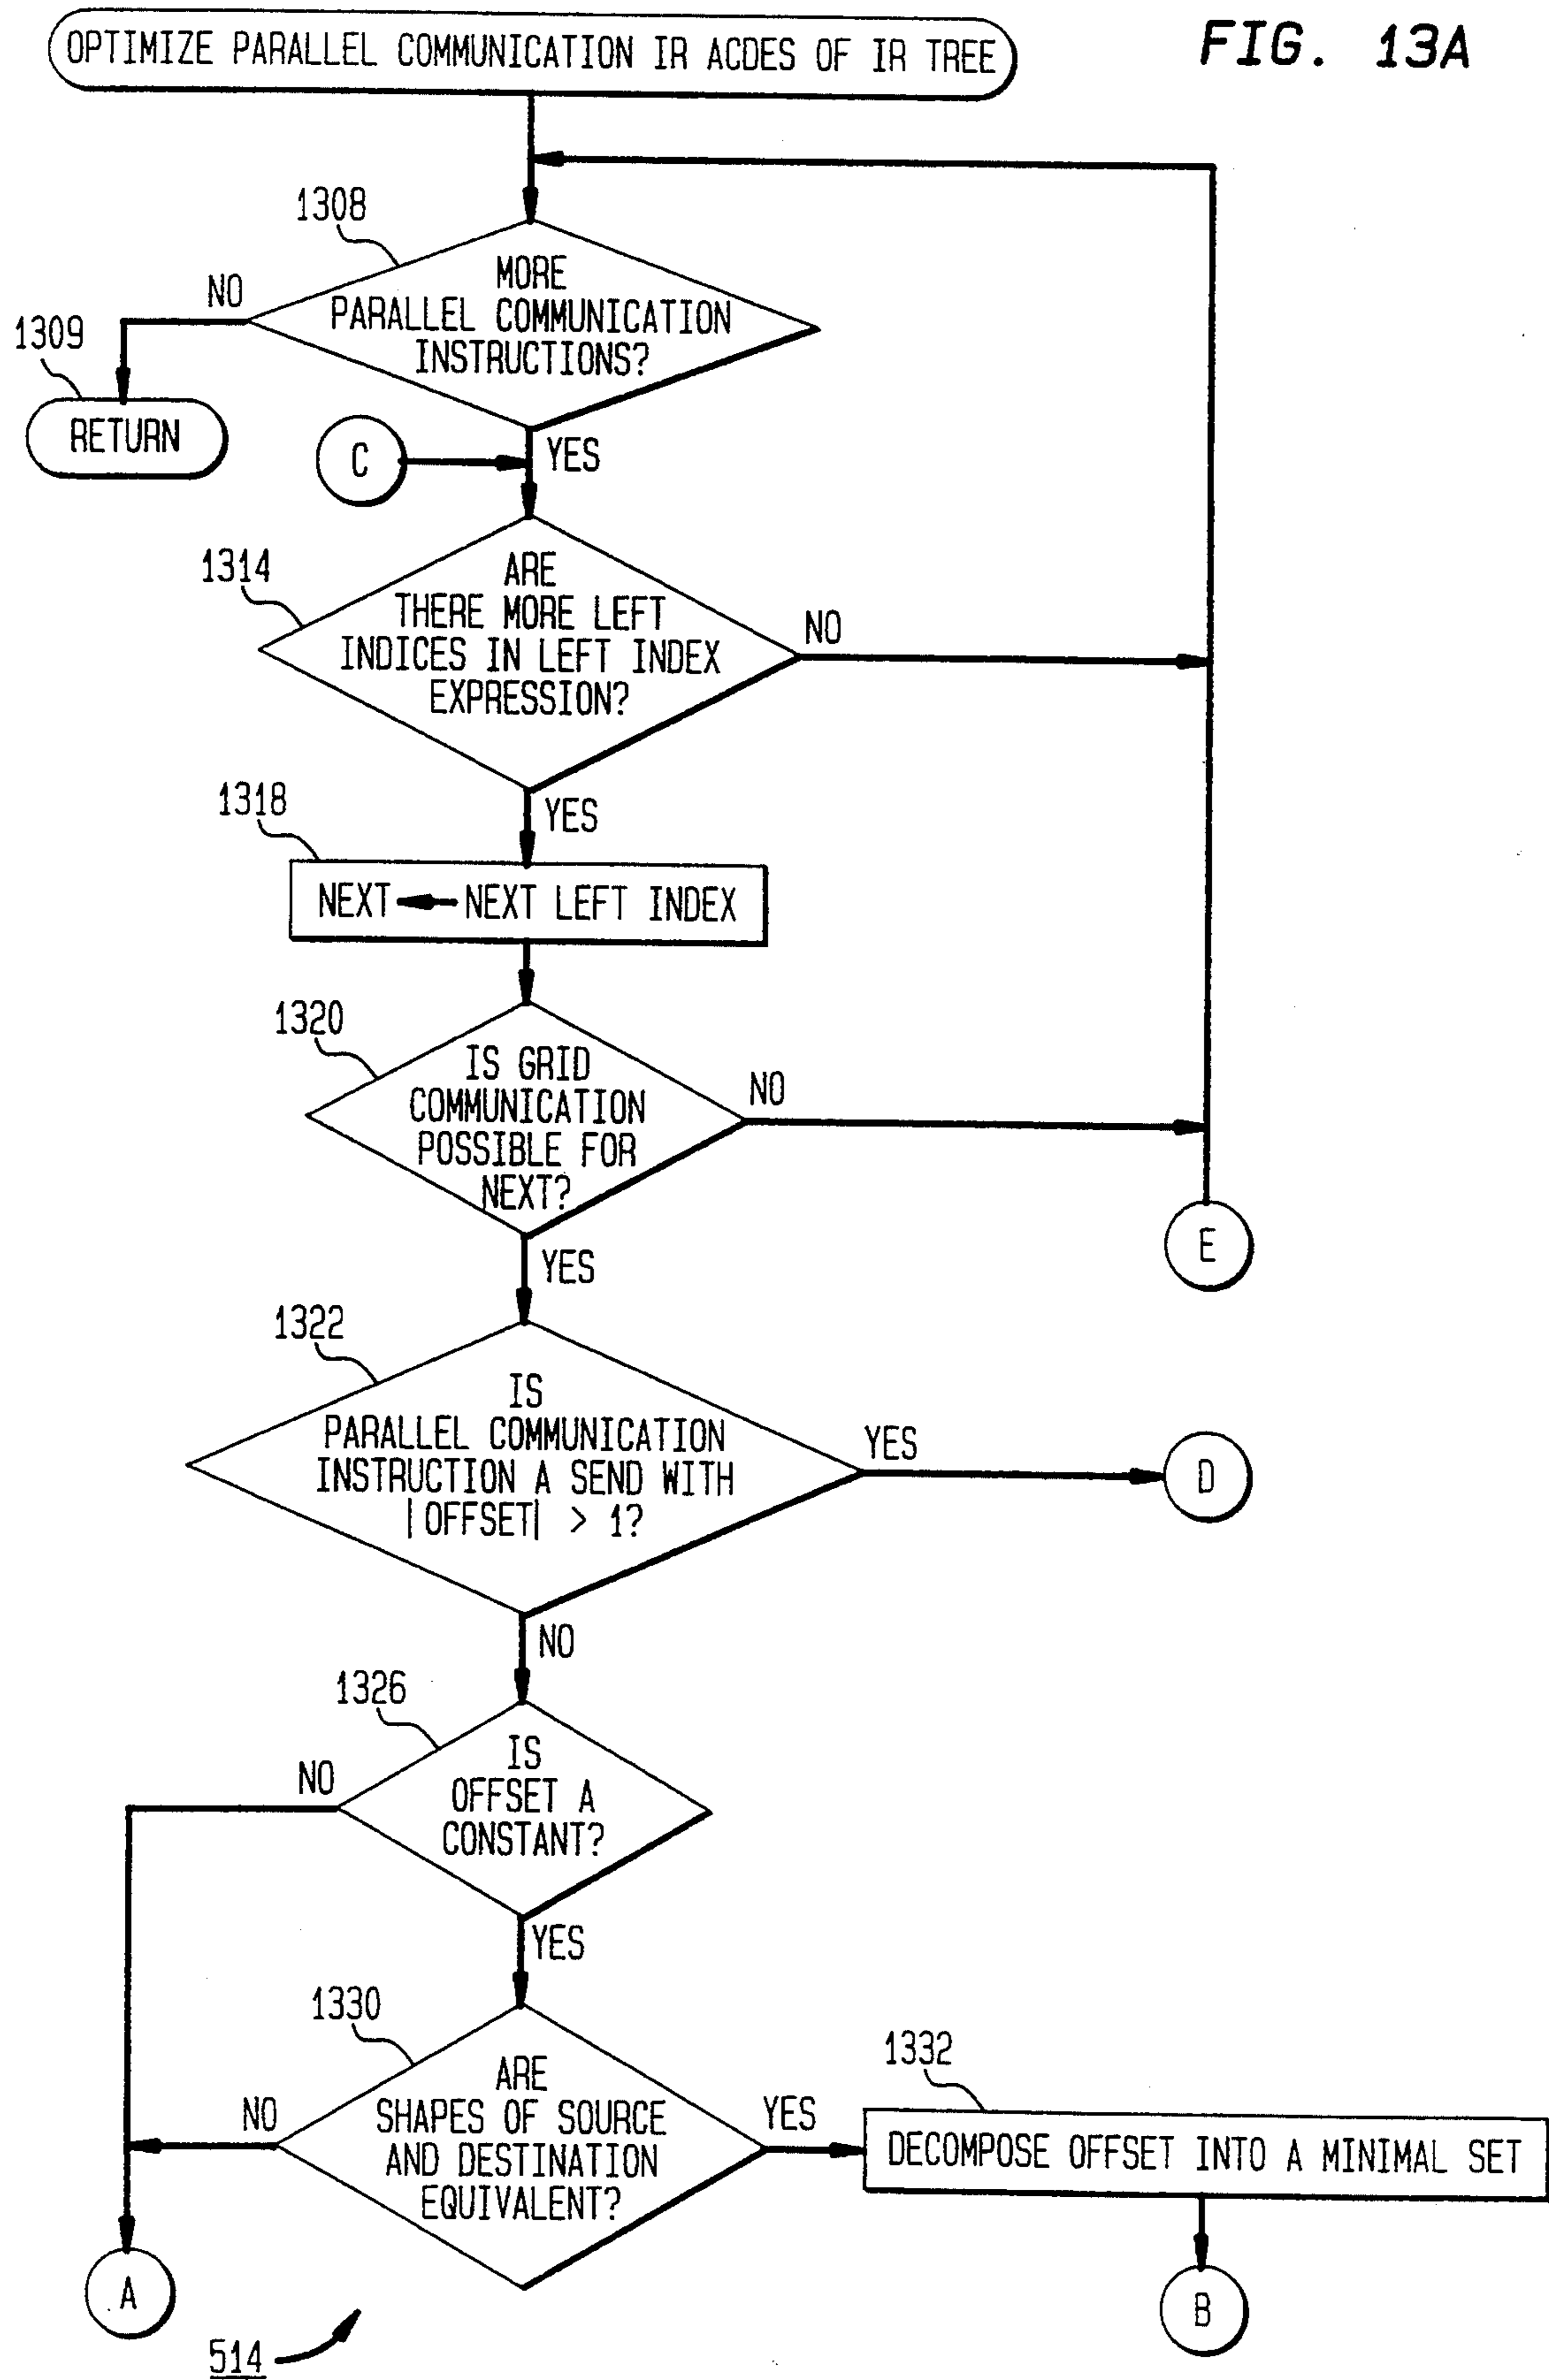 FIG. 13A
OPTIMIZE PARALLEL COMMUNICATION IR ACDES OF IR TREE
1308
MORE
PARALLEL COMMUNICATION
INSTRUCTIONS?
NO
1309
RETURN
C
YES
1314
ARE
THERE MORE LEFT
INDICES IN LEFT INDEX
EXPRESSION?
NO
YES
1318
NEXT NEXT LEFT INDEX
1320
IS GRID
COMMUNICATION
POSSIBLE FOR
NEXT?
NO
E
YES
1322
IS
PARALLEL COMMUNICATION
INSTRUCTION A SEND WITH
|OFFSET| > 1?
YES
D
NO
1326
IS
OFFSET A
CONSTANT?
NO
YES
1330
ARE
SHAPES OF SOURCE
AND DESTINATION
EQUIVALENT?
NO
YES
1332
DECOMPOSE OFFSET INTO A MINIMAL SET
A
B
514